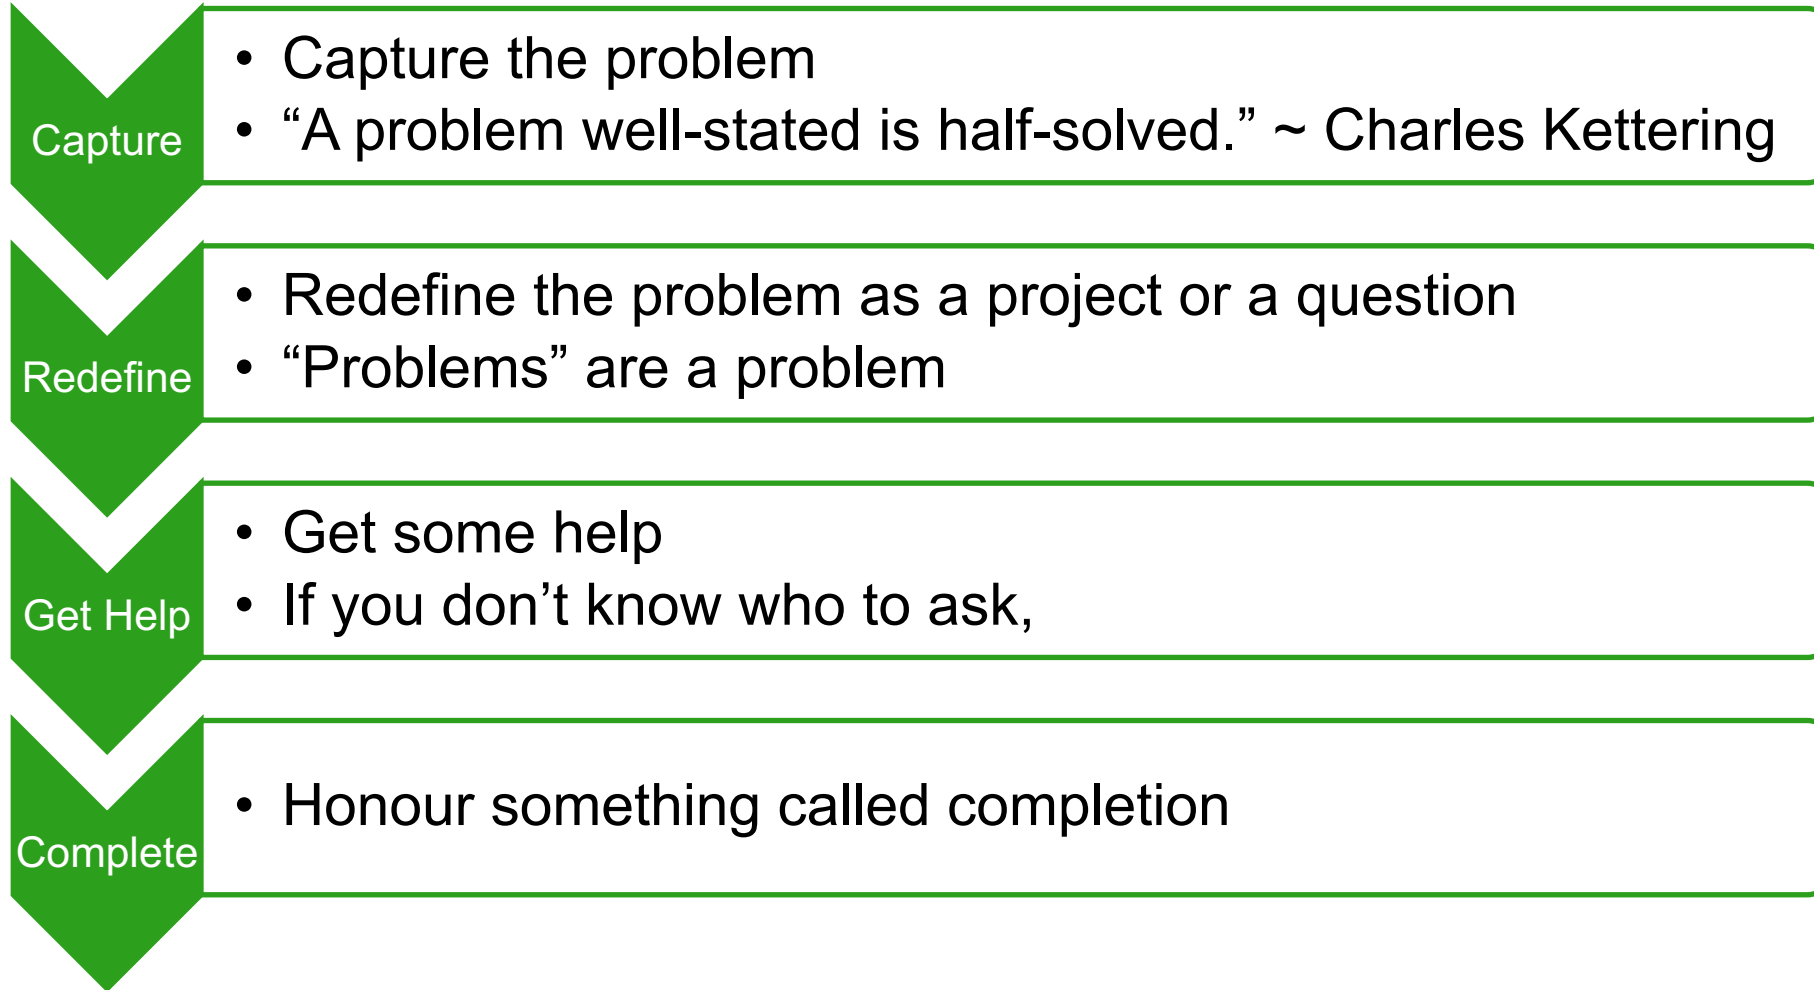 Capture
• Capture the problem
• “A problem well-stated is half-solved.” ~ Charles Kettering
Redefine
• Redefine the problem as a project or a question
• “Problems” are a problem
Get Help
• Get some help
• If you don’t know who to ask,
Complete
• Honour something called completion